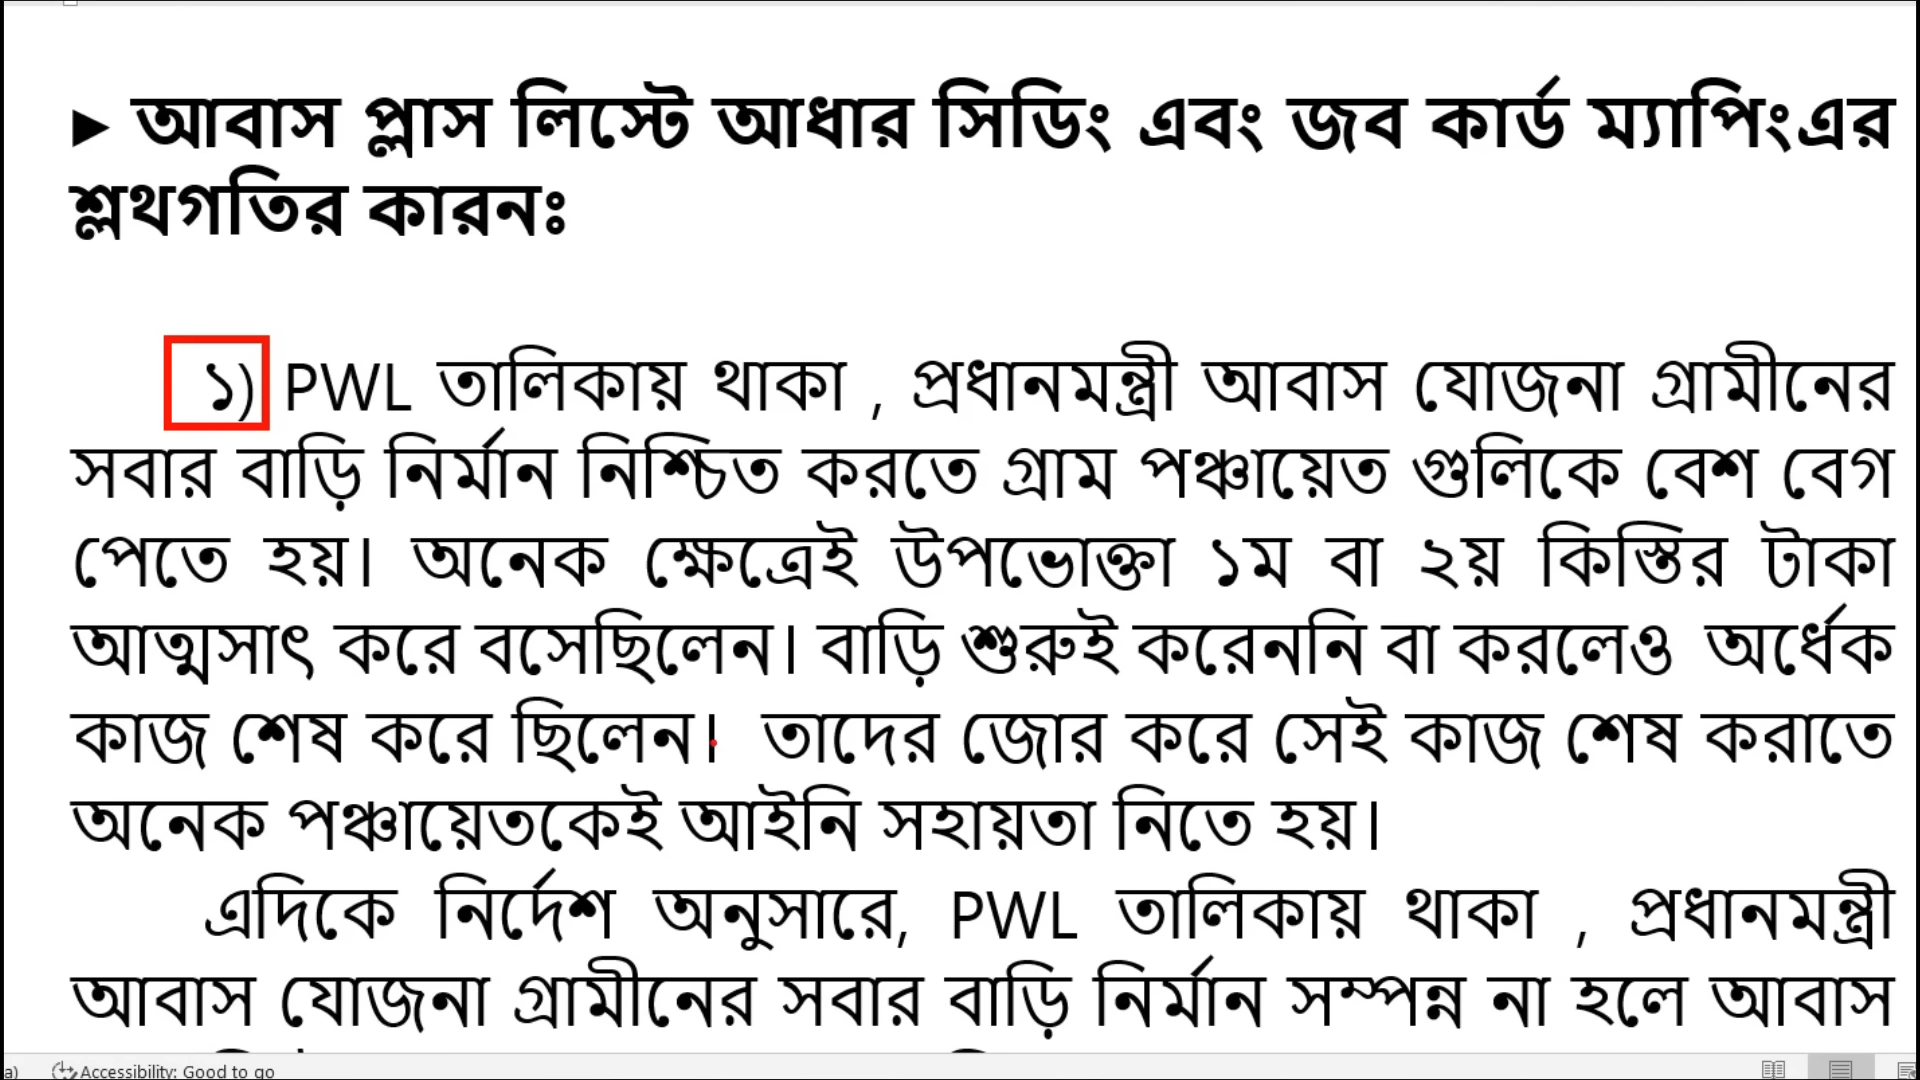 ► আবাস প্লাস লিস্টে আধার সিডিং এবং জব কার্ড ম্যাপিংএর
শ্লথগতির কারনঃ
১) PWL তালিকায় থাকা , প্রধানমন্ত্রী আবাস যোজনা গ্রামীনের
সবার বাড়ি নির্মান নিশ্চিত করতে গ্রাম পঞ্চায়েত গুলিকে বেশ বেগ
পেতে হয়। অনেক ক্ষেত্রেই উপভোক্তা ১ম বা ২য় কিস্তির টাকা
আত্মসাৎ করে বসেছিলেন। বাড়ি শুরুই করেননি বা করলেও অর্ধেক
কাজ শেষ করে ছিলেন। তাদের জোর করে সেই কাজ শেষ করাতে
অনেক পঞ্চায়েতকেই আইনি সহায়তা নিতে হয়।
এদিকে নির্দেশ অনুসারে, PWL তালিকায় থাকা , প্রধানমন্ত্রী
আবাস যোজনা গ্রামীনের সবার বাড়ি নির্মান সম্পন্ন না হলে আবাস
a) Accessibility: Good to go